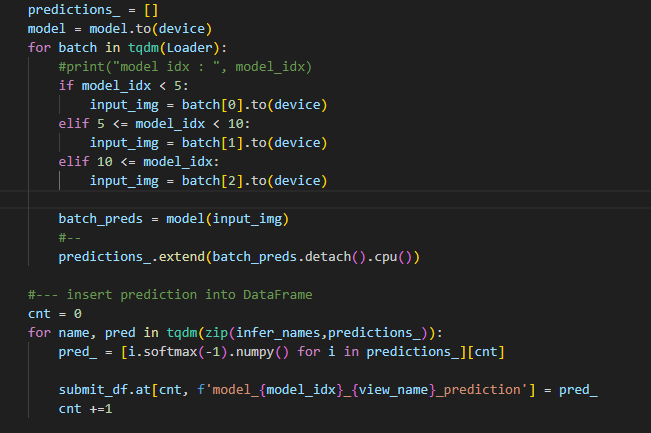 predictions_ = []
model = model.to(device)
for batch in tqdm(Loader):
    #print("model idx : ", model_idx)
    if model_idx < 5:
        input_img = batch[0].to(device)
    elif 5 <= model_idx < 10:
        input_img = batch[1].to(device)
    elif 10 <= model_idx:
        input_img = batch[2].to(device)

    batch_preds = model(input_img)
    #--
    predictions_.extend(batch_preds.detach().cpu())

#--- insert prediction into DataFrame
cnt = 0
for name, pred in tqdm(zip(infer_names,predictions_)):
    pred_ = [i.softmax(-1).numpy() for i in predictions_][cnt]

    submit_df.at[cnt, f'model_{model_idx}_{view_name}_prediction'] = pred_
    cnt +=1